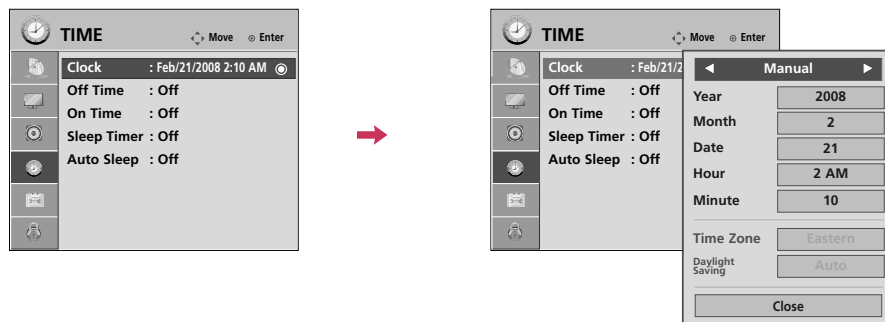 TIME
Move
Enter
Clock : Feb/21/2008 2:10 AM
Off Time : Off
On Time : Off
Sleep Timer : Off
Auto Sleep : Off
TIME
Move
Enter
Clock : Feb/21/2
Off Time : Off
On Time : Off
Sleep Timer : Off
Auto Sleep : Off
Manual
Year 2008
Month 2
Date 21
Hour 2 AM
Minute 10
Time Zone Eastern
Daylight
Saving Auto
Close